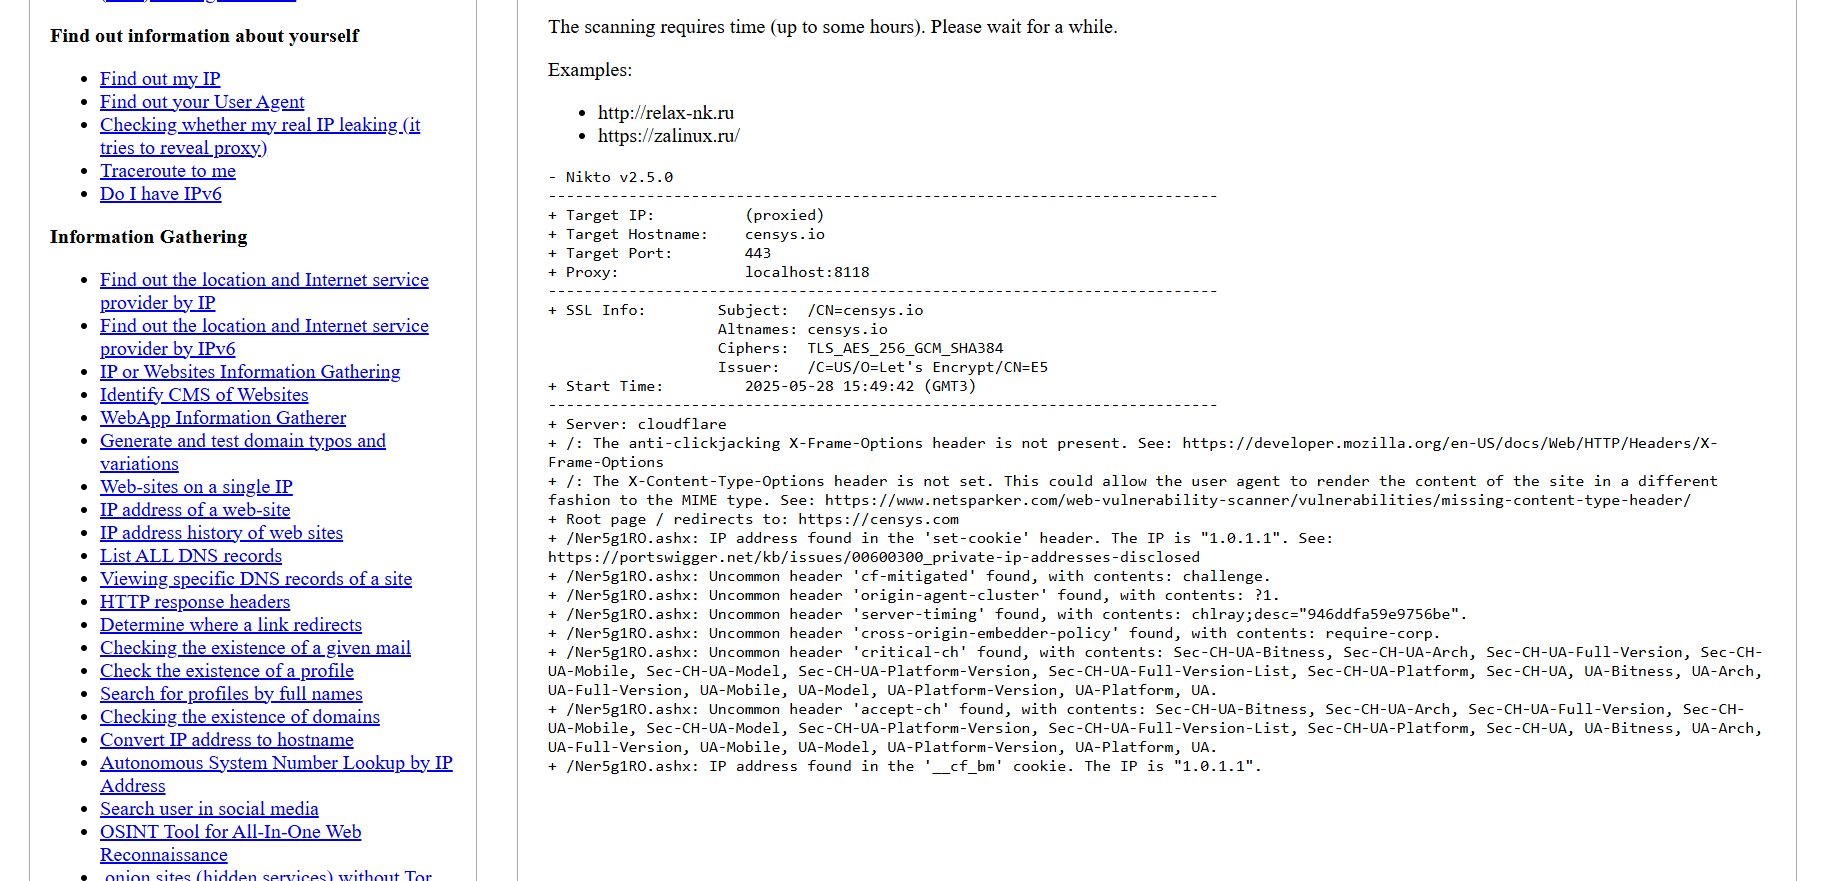 Find out information about yourself
Find out my IP
Find out your User Agent
Checking whether my real IP leaking (it
tries to reveal proxy)
Traceroute to me
Do I have IPv6
Information Gathering
Find out the location and Internet service
provider by IP
Find out the location and Internet service
provider by IPv6
IP or Websites Information Gathering
Identify CMS of Websites
WebApp Information Gatherer
Generate and test domain typos and
variations
Web-sites on a single IP
IP address of a web-site
IP address history of web sites
List ALL DNS records
Viewing specific DNS records of a site
HTTP response headers
Determine where a link redirects
Checking the existence of a given mail
Check the existence of a profile
Search for profiles by full names
Checking the existence of domains
Convert IP address to hostname
Autonomous System Number Lookup by IP
Address
Search user in social media
OSINT Tool for All-In-One Web
Reconnaissance
.onion sites (hidden services) without Tor
The scanning requires time (up to some hours). Please wait for a while.
Examples:
http://relax-nk.ru
https://zalinux.ru/
- Nikto v2.5.0
---------------------------------------------------------------------------
+ Target IP:          (proxied)
+ Target Hostname:    censys.io
+ Target Port:        443
+ Proxy:              localhost:8118
---------------------------------------------------------------------------
+ SSL Info:        Subject:  /CN=censys.io
                   Altnames: censys.io
                   Ciphers:  TLS_AES_256_GCM_SHA384
                   Issuer:   /C=US/O=Let's Encrypt/CN=E5
+ Start Time:         2025-05-28 15:49:42 (GMT3)
---------------------------------------------------------------------------
+ Server: cloudflare
+ /: The anti-clickjacking X-Frame-Options header is not present. See: https://developer.mozilla.org/en-US/docs/Web/HTTP/Headers/X-
Frame-Options
+ /: The X-Content-Type-Options header is not set. This could allow the user agent to render the content of the site in a different
fashion to the MIME type. See: https://www.netsparker.com/web-vulnerability-scanner/vulnerabilities/missing-content-type-header/
+ Root page / redirects to: https://censys.com
+ /Ner5g1RO.ashx: IP address found in the 'set-cookie' header. The IP is "1.0.1.1". See:
https://portswigger.net/kb/issues/00600300_private-ip-addresses-disclosed
+ /Ner5g1RO.ashx: Uncommon header 'cf-mitigated' found, with contents: challenge.
+ /Ner5g1RO.ashx: Uncommon header 'origin-agent-cluster' found, with contents: ?1.
+ /Ner5g1RO.ashx: Uncommon header 'server-timing' found, with contents: chlray;desc="946ddfa59e9756be".
+ /Ner5g1RO.ashx: Uncommon header 'cross-origin-embedder-policy' found, with contents: require-corp.
+ /Ner5g1RO.ashx: Uncommon header 'critical-ch' found, with contents: Sec-CH-UA-Bitness, Sec-CH-UA-Arch, Sec-CH-UA-Full-Version, Sec-CH-
UA-Mobile, Sec-CH-UA-Model, Sec-CH-UA-Platform-Version, Sec-CH-UA-Full-Version-List, Sec-CH-UA-Platform, Sec-CH-UA, UA-Bitness, UA-Arch,
UA-Full-Version, UA-Mobile, UA-Model, UA-Platform-Version, UA-Platform, UA.
+ /Ner5g1RO.ashx: Uncommon header 'accept-ch' found, with contents: Sec-CH-UA-Bitness, Sec-CH-UA-Arch, Sec-CH-UA-Full-Version, Sec-CH-
UA-Mobile, Sec-CH-UA-Model, Sec-CH-UA-Platform-Version, Sec-CH-UA-Full-Version-List, Sec-CH-UA-Platform, Sec-CH-UA, UA-Bitness, UA-Arch,
UA-Full-Version, UA-Mobile, UA-Model, UA-Platform-Version, UA-Platform, UA.
+ /Ner5g1RO.ashx: IP address found in the '__cf_bm' cookie. The IP is "1.0.1.1".